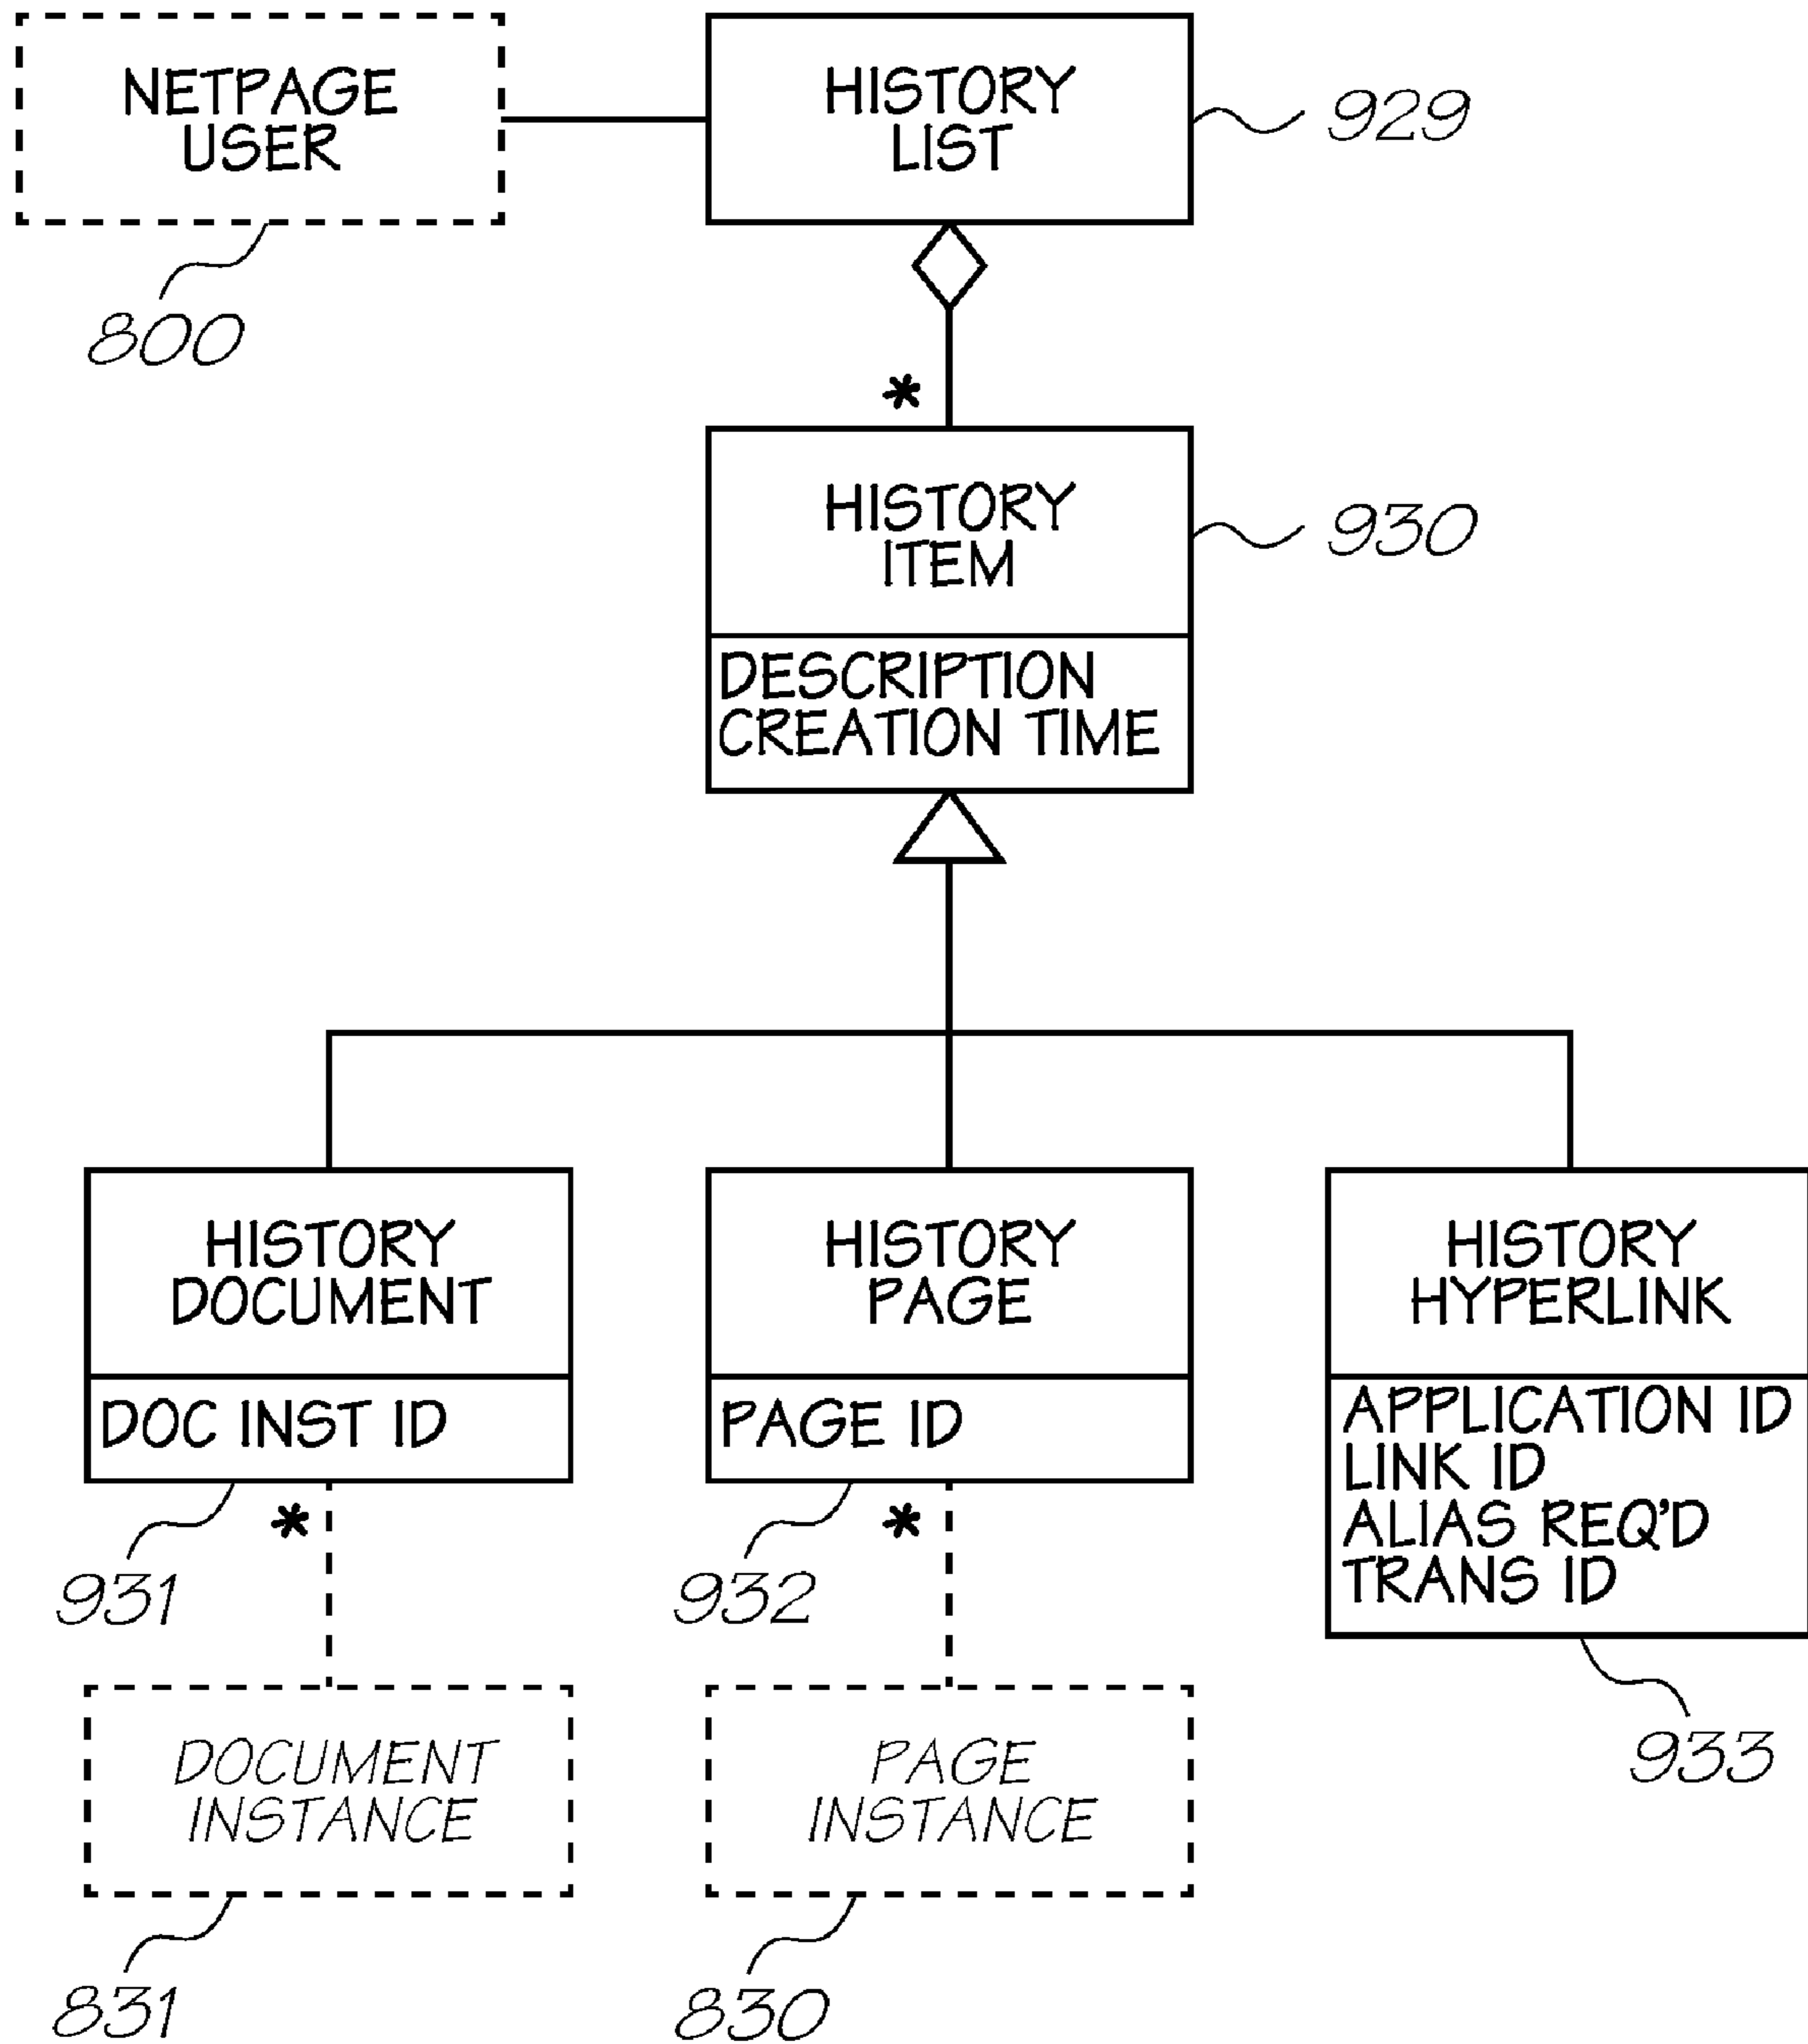 NETPAGE
USER
800
HISTORY
LIST
929
*
HISTORY
ITEM
930
DESCRIPTION
CREATION TIME
HISTORY
DOCUMENT
DOC INST ID
931
*
HISTORY
PAGE
PAGE ID
932
*
HISTORY
HYPERLINK
APPLICATION ID
LINK ID
ALIAS REQ'D
TRANS ID
933
DOCUMENT
INSTANCE
831
PAGE
INSTANCE
830